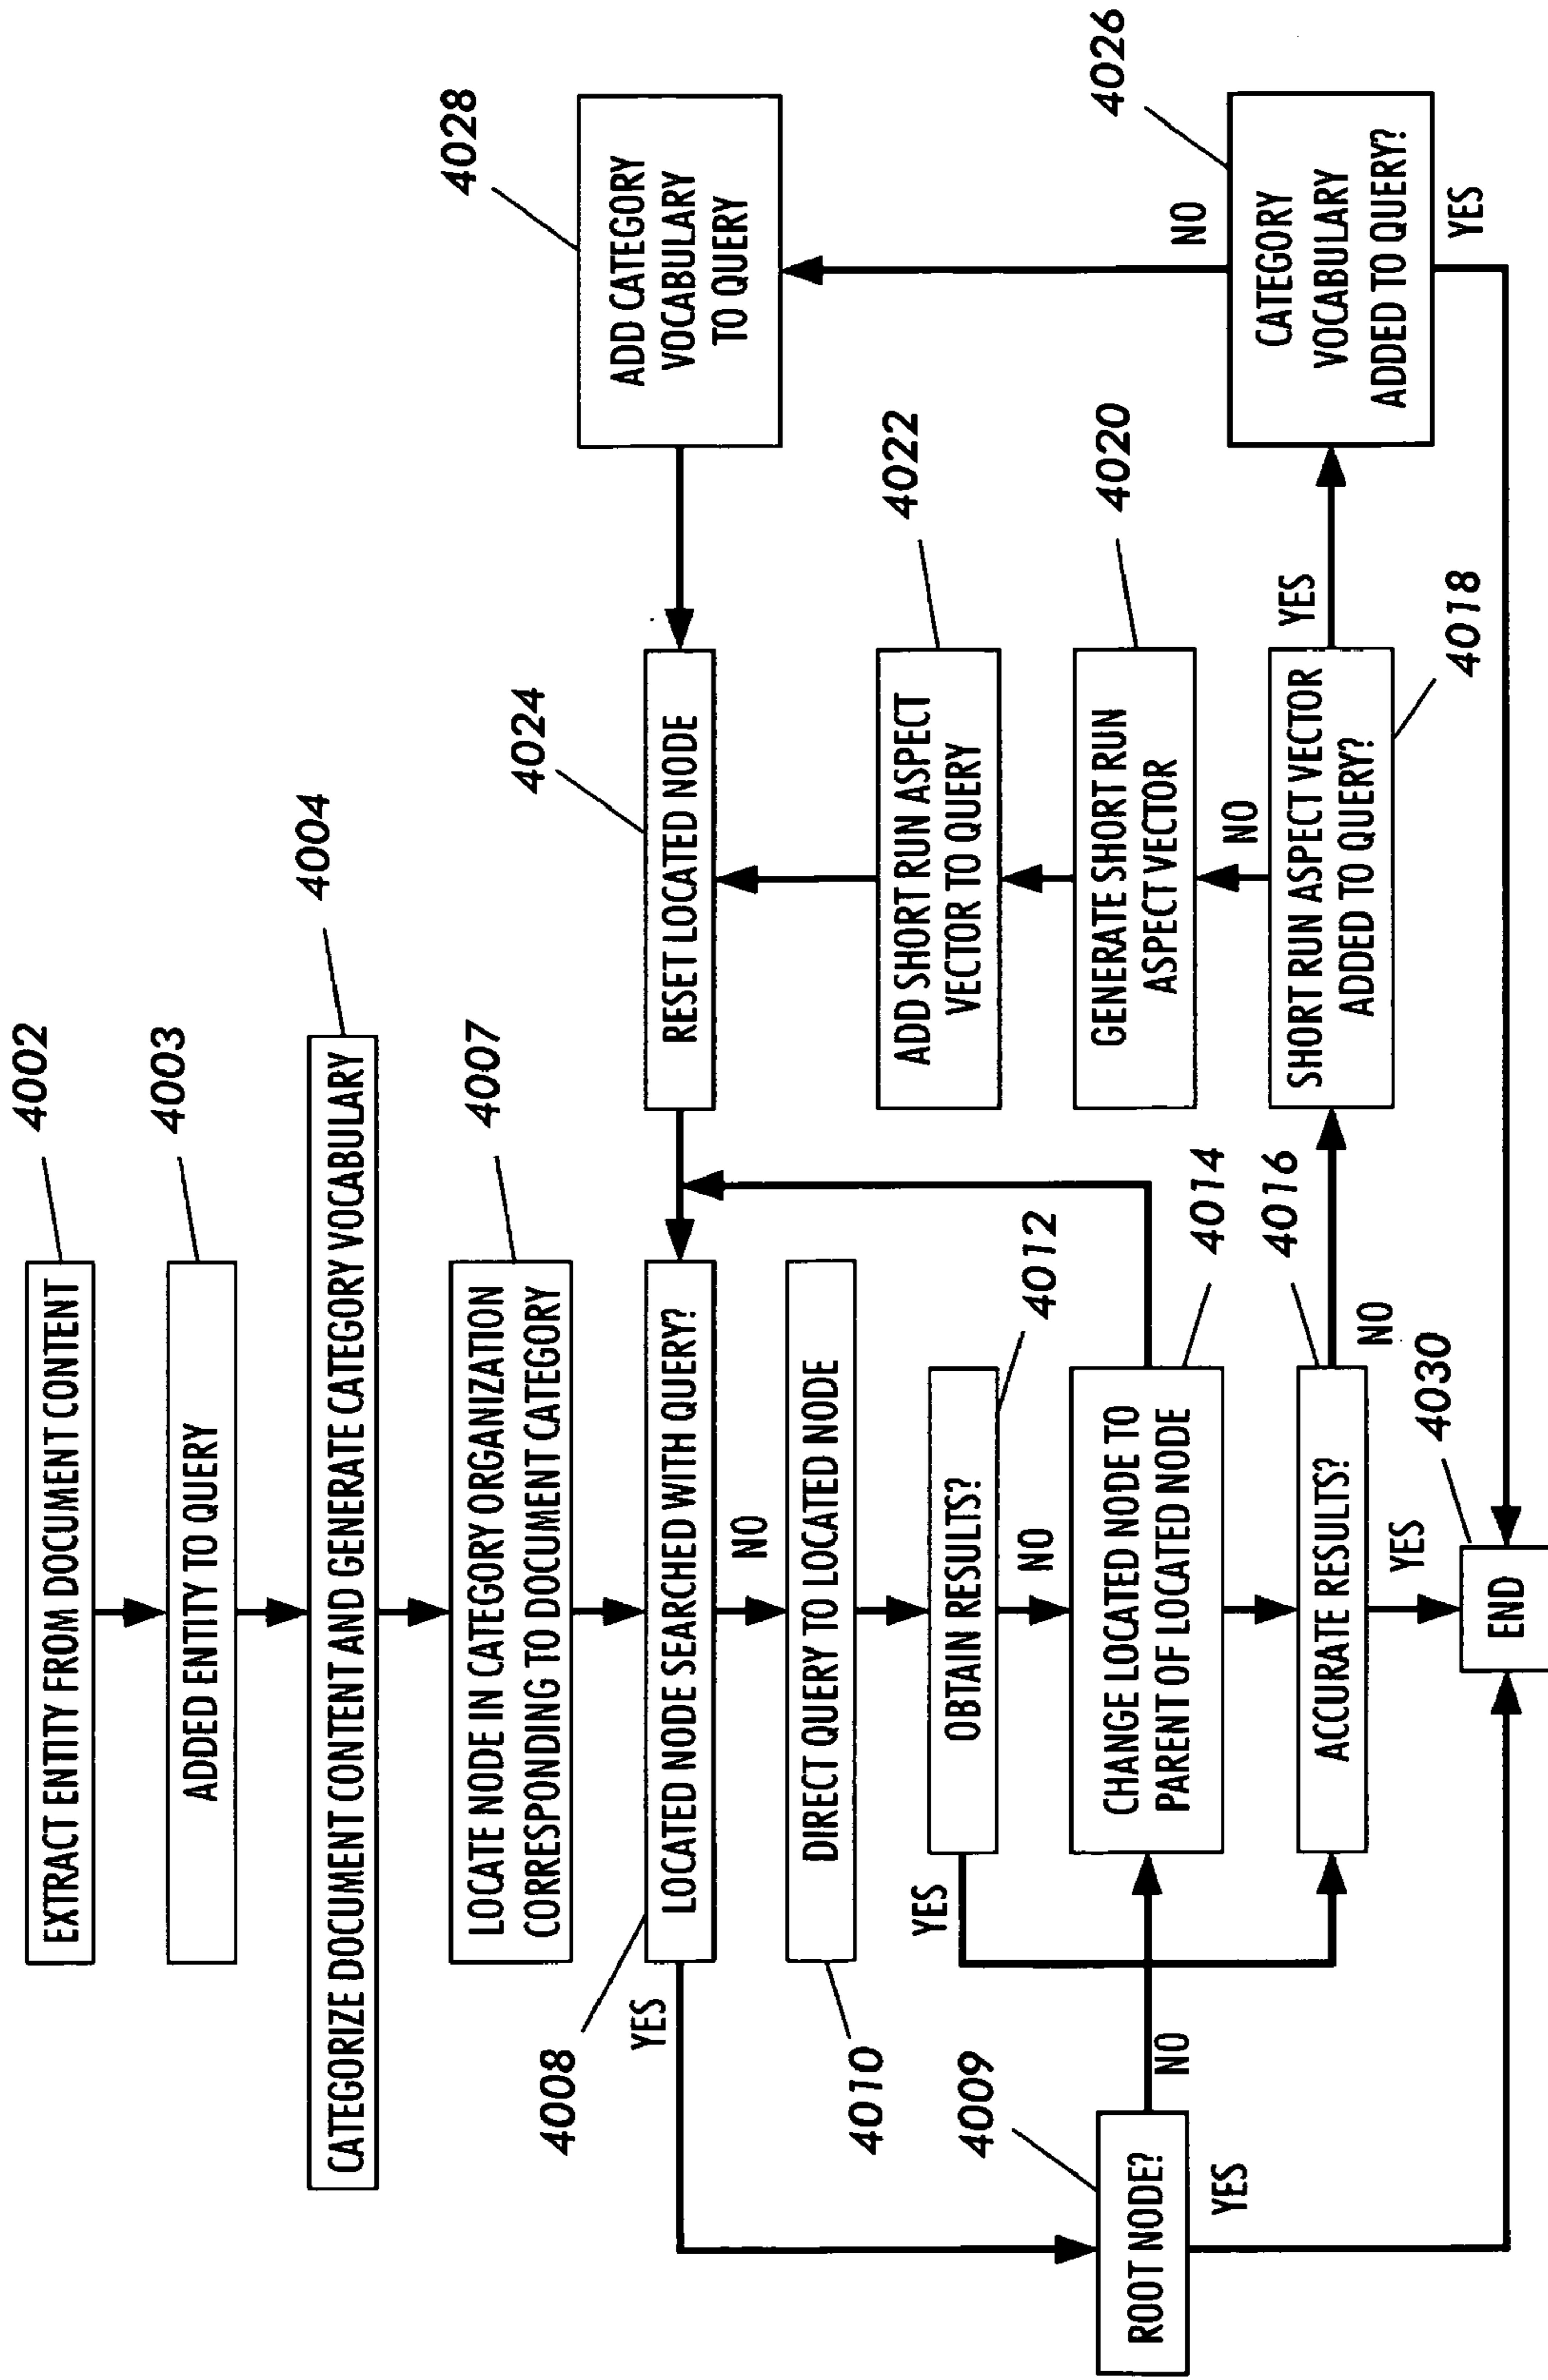 4002
EXTRACT ENTITY FROM DOCUMENT CONTENT
4003
ADDED ENTITY TO QUERY
4004
CATEGORIZE DOCUMENT CONTENT AND GENERATE CATEGORY VOCABULARY
4007
LOCATE NODE IN CATEGORY ORGANIZATION
CORRESPONDING TO DOCUMENT CATEGORY
4008
YES
LOCATED NODE SEARCHED WITH QUERY?
NO
4024
RESET LOCATED NODE
4028
ADD CATEGORY
VOCABULARY
TO QUERY
4010
DIRECT QUERY TO LOCATED NODE
4012
OBTAIN RESULTS?
YES
NO
4022
ADD SHORT RUN ASPECT
VECTOR TO QUERY
4009
ROOT NODE?
NO
YES
4014
CHANGE LOCATED NODE TO
PARENT OF LOCATED NODE
4020
GENERATE SHORT RUN
ASPECT VECTOR
NO
4016
ACCURATE RESULTS?
NO
YES
SHORT RUN ASPECT VECTOR
ADDED TO QUERY?
4018
YES
4026
NO
CATEGORY
VOCABULARY
ADDED TO QUERY?
YES
4030
END